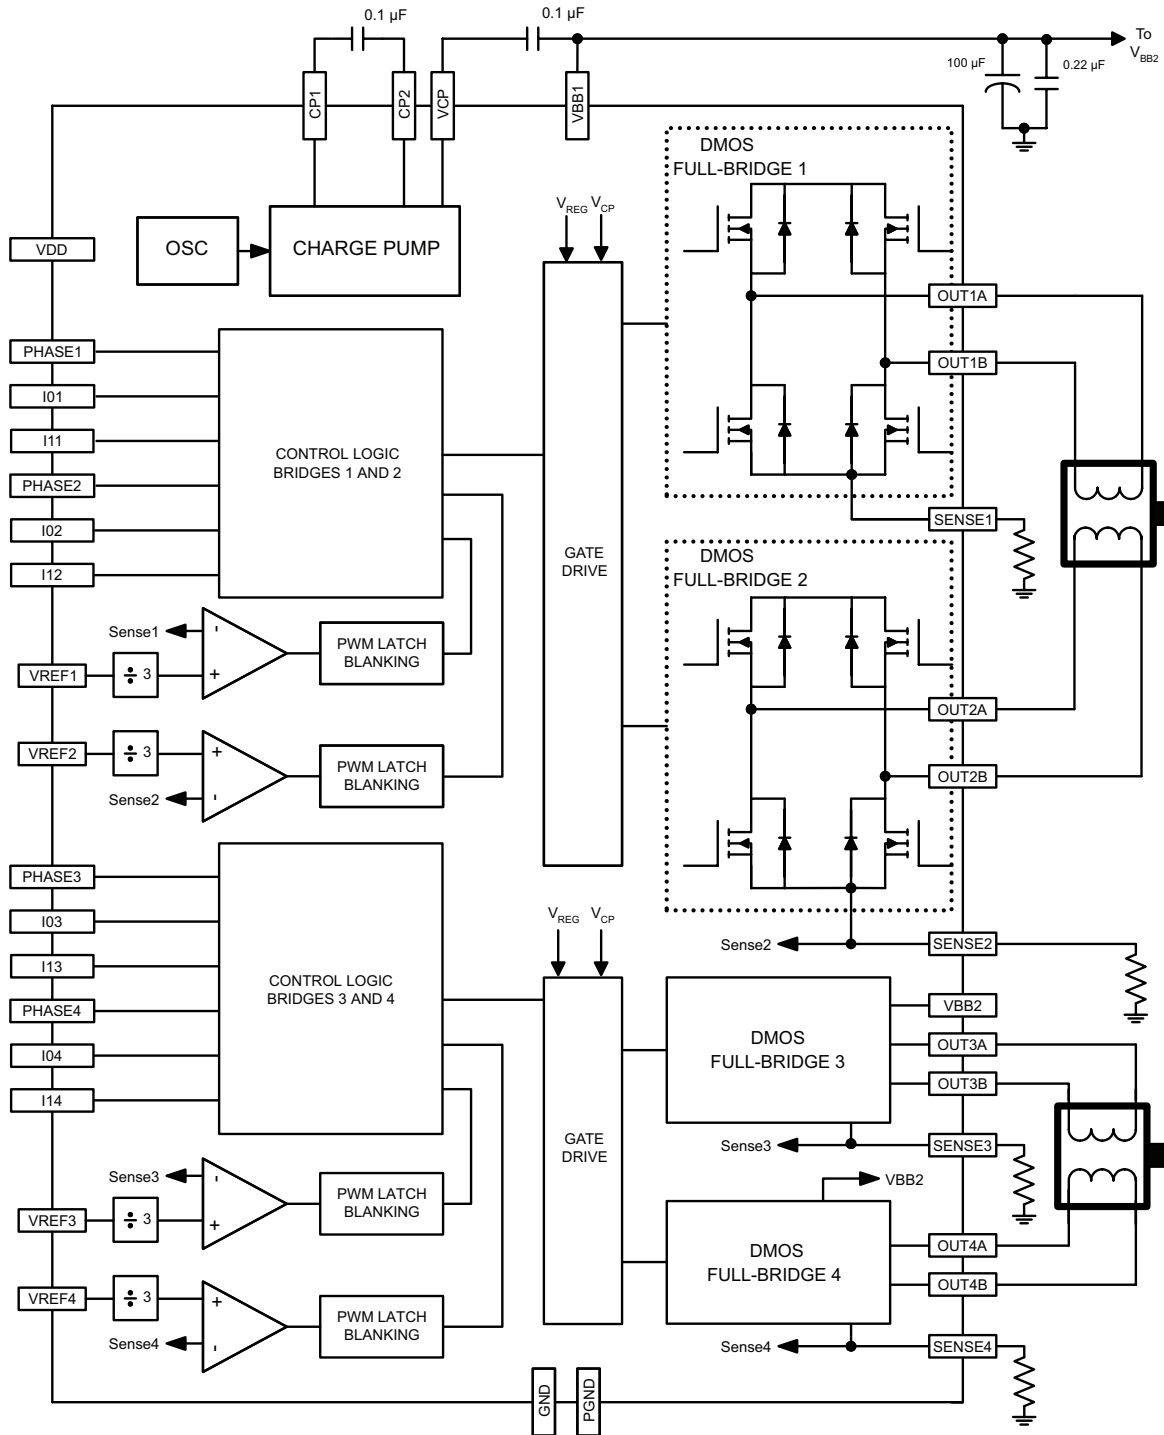 0.1 µF
0.1 µF
To
VBB2
100 µF
0.22 µF
CP1
CP2
VCP
VBB1
DMOS
FULL-BRIDGE 1
VREG
VCP
OSC
CHARGE PUMP
VDD
OUT1A
PHASE1
OUT1B
I01
I11
CONTROL LOGIC
BRIDGES 1 AND 2
PHASE2
I02
SENSE1
I12
GATE
DRIVE
DMOS
FULL-BRIDGE 2
Sense1
-
PWM LATCH
BLANKING
VREF1
÷ 3
+
OUT2A
VREF2
÷ 3
+
PWM LATCH
BLANKING
OUT2B
Sense2
-
PHASE3
I03
VREG
VCP
Sense2
SENSE2
I13
CONTROL LOGIC
BRIDGES 3 AND 4
VBB2
PHASE4
DMOS
FULL-BRIDGE 3
OUT3A
I04
OUT3B
I14
GATE
DRIVE
Sense3
SENSE3
Sense3
-
PWM LATCH
BLANKING
VBB2
VREF3
÷ 3
+
DMOS
FULL-BRIDGE 4
OUT4A
OUT4B
VREF4
÷ 3
+
PWM LATCH
BLANKING
Sense4
-
Sense4
SENSE4
GND
PGND